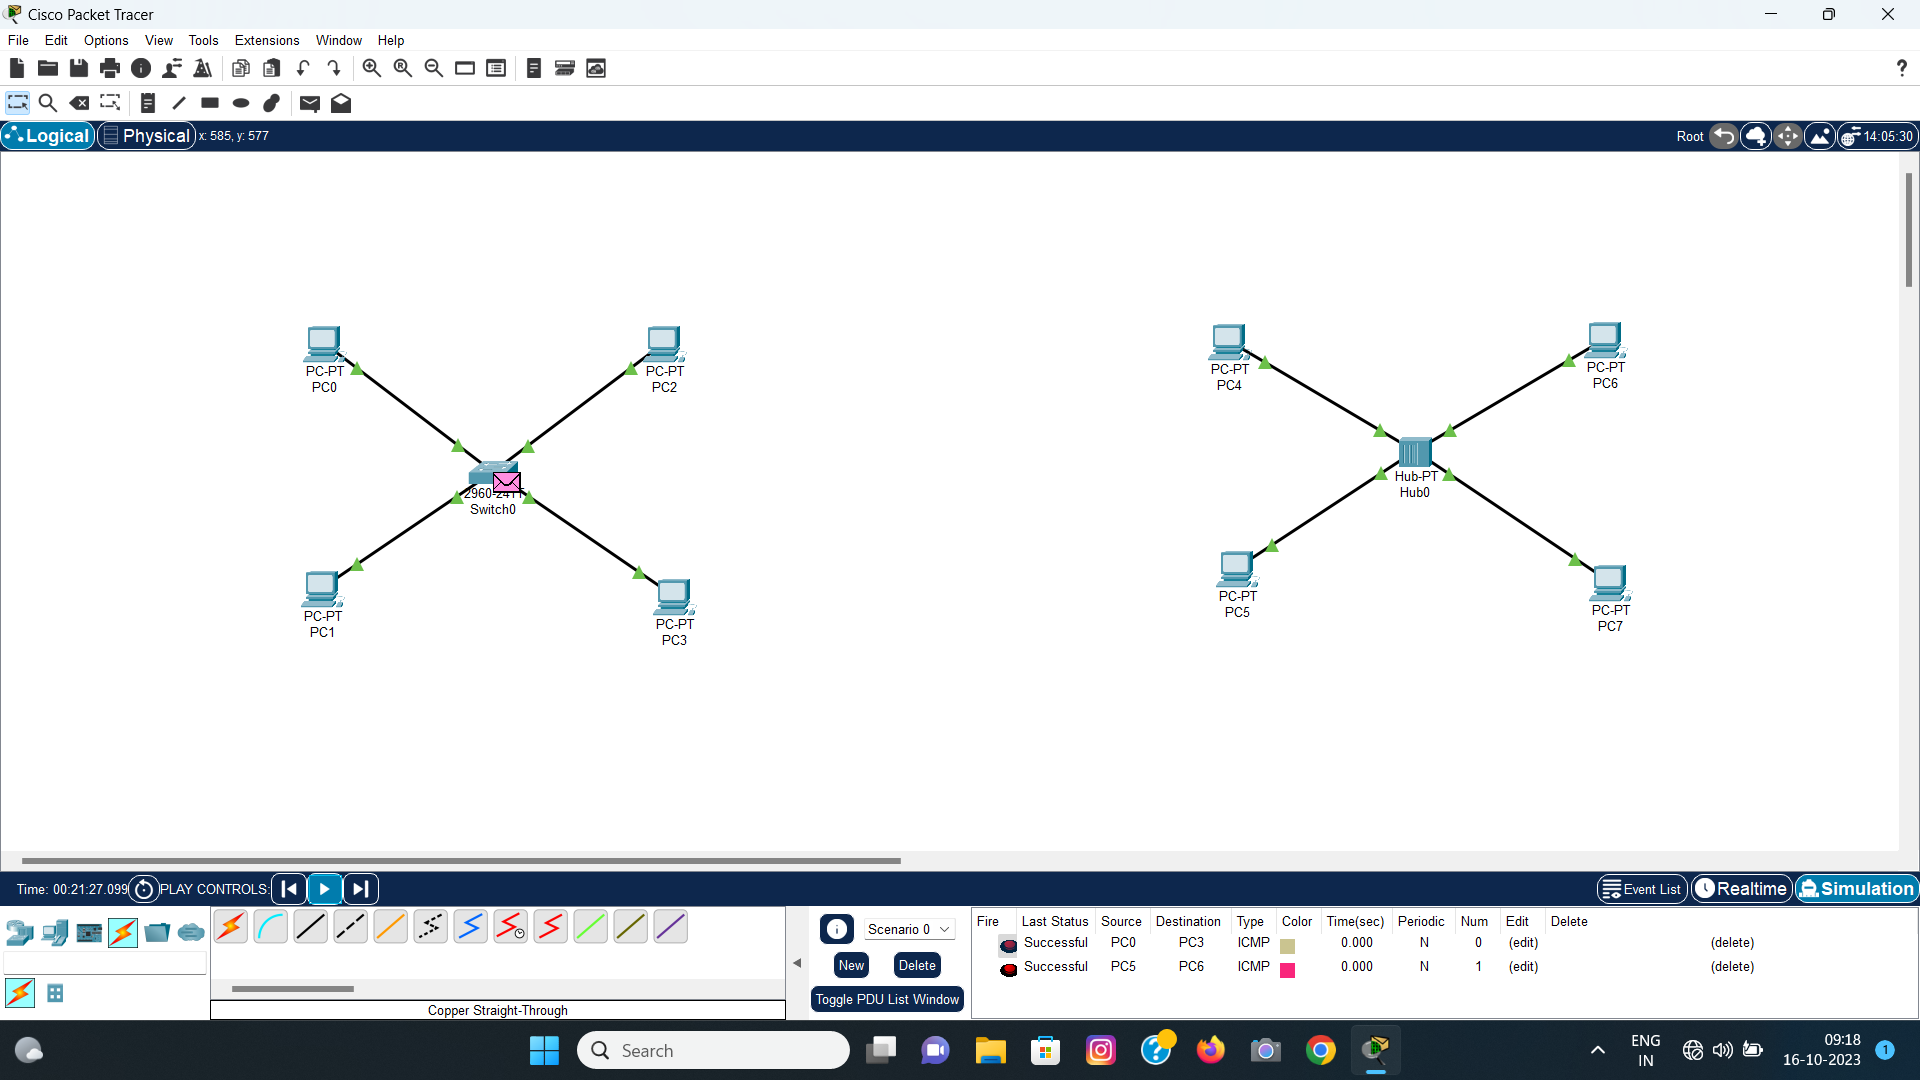 Cisco Packet Tracer
File Edit Options View Tools Extensions Window Help
?
Logical Physical x: 585, y: 577 Root 14:05:30
PC-PT
PC0
PC-PT
PC2
2960-24TT
Switch0
PC-PT
PC1
PC-PT
PC3
PC-PT
PC4
PC-PT
PC6
Hub-PT
Hub0
PC-PT
PC5
PC-PT
PC7
Time: 00:21:27.099 PLAY CONTROLS: Event List Realtime Simulation
Scenario 0
New Delete
Toggle PDU List Window
Copper Straight-Through
Fire Last Status Source Destination Type Color Time(sec) Periodic Num Edit Delete
Successful PC0 PC3 ICMP 0.000 N 0 (edit) (delete)
Successful PC5 PC6 ICMP 0.000 N 1 (edit) (delete)
Search
ENG
IN
09:18
16-10-2023
1